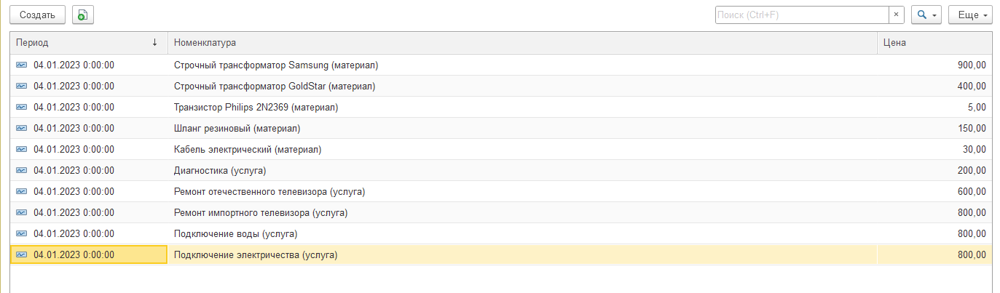 Создать
Поиск (Ctrl+F)
×
Еще
Период ↓ Номенклатура Цена
04.01.2023 0:00:00 Строчный трансформатор Samsung (материал) 900,00
04.01.2023 0:00:00 Строчный трансформатор GoldStar (материал) 400,00
04.01.2023 0:00:00 Транзистор Philips 2N2369 (материал) 5,00
04.01.2023 0:00:00 Шланг резиновый (материал) 150,00
04.01.2023 0:00:00 Кабель электрический (материал) 30,00
04.01.2023 0:00:00 Диагностика (услуга) 200,00
04.01.2023 0:00:00 Ремонт отечественного телевизора (услуга) 600,00
04.01.2023 0:00:00 Ремонт импортного телевизора (услуга) 800,00
04.01.2023 0:00:00 Подключение воды (услуга) 800,00
04.01.2023 0:00:00 Подключение электричества (услуга) 800,00